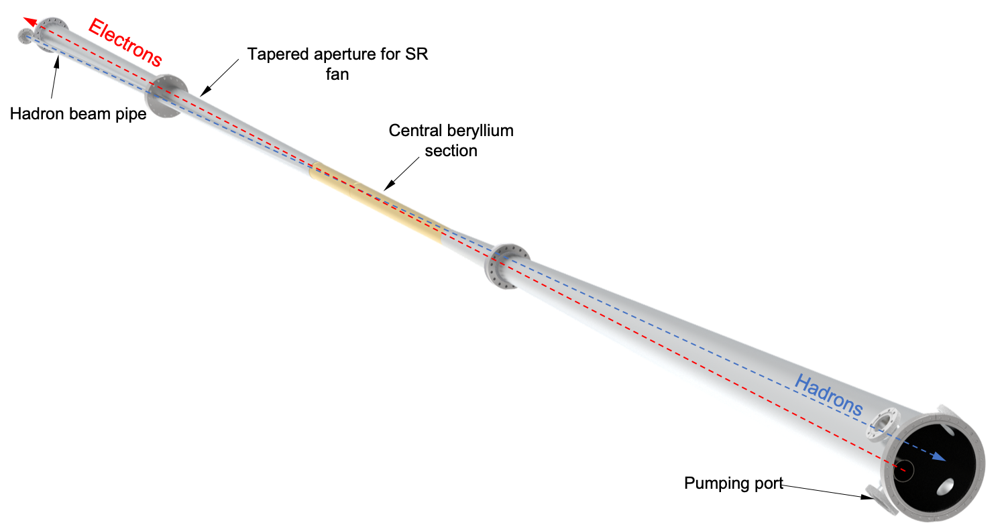 Electrons
Tapered aperture for SR
fan
Hadron beam pipe
Central beryllium
section
Hadrons
Pumping port